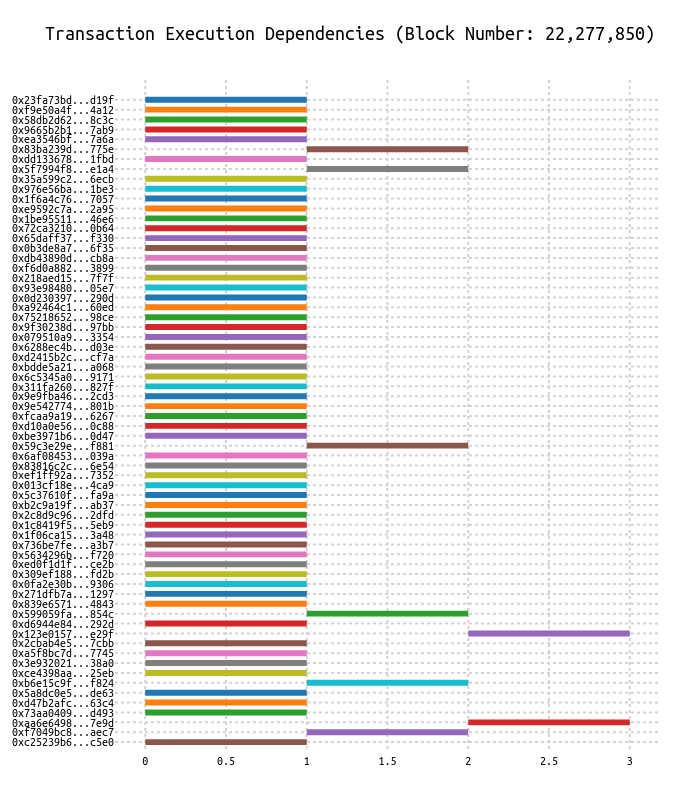 Transaction Execution Dependencies (Block Number: 22,277,850)
0x23fa73bd...d19f
0xf9e50a4f...4a12
0x58db2d62...8c3c
0x9665b2b1...7ab9
0xea3546bf...7a6a
0x83ba239d...775e
0xdd133678...1fbd
0x5f7994f8...e1a4
0x35a599c2...6ecb
0x976e56ba...1be3
0x1f6a4c76...7057
0xe9592c7a...2a95
0x1be95511...46e6
0x72ca3210...0b64
0x65daff37...f330
0x0b3de8a7...6f35
0xdb43890d...cb8a
0xf6d0a882...3899
0x218aed15...7f7f
0x93e98480...05e7
0x0d230397...290d
0xa92464c1...60ed
0x75218652...98ce
0x9f30238d...97bb
0x079510a9...3354
0x6288ec4b...d03e
0xd2415b2c...cf7a
0xbdde5a21...a068
0x6c5345a0...9171
0x311fa260...827f
0x9e9fba46...2cd3
0x9e542774...801b
0xfcaa9a19...6267
0xd10a0e56...0c88
0xbe3971b6...0d47
0x59c3e29e...f881
0x6af08453...039a
0x83816c2c...6e54
0xef1ff92a...7352
0x013cf18e...4ca9
0x5c37610f...fa9a
0xb2c9a19f...ab37
0x2c8d9c96...2dfd
0x1c8419f5...5eb9
0x1f06ca15...3a48
0x736be7fe...a3b7
0x5634296b...f720
0xed0f1d1f...ce2b
0x309ef188...fd2b
0x0fa2e30b...9306
0x271dfb7a...1297
0x839e6571...4843
0x599059fa...854c
0xd6944e84...292d
0x123e0157...e29f
0x2cbab4e5...7cbb
0xa5f8bc7d...7745
0x3e932021...38a0
0xce4398aa...25eb
0xb6e15c9f...f824
0x5a8dc0e5...de63
0xd47b2afc...63c4
0x73aa0409...d493
0xa6e6498...7e9d
0xf7049bc8...aec7
0xc25239b6...c5e0
0 0.5 1 1.5 2 2.5 3